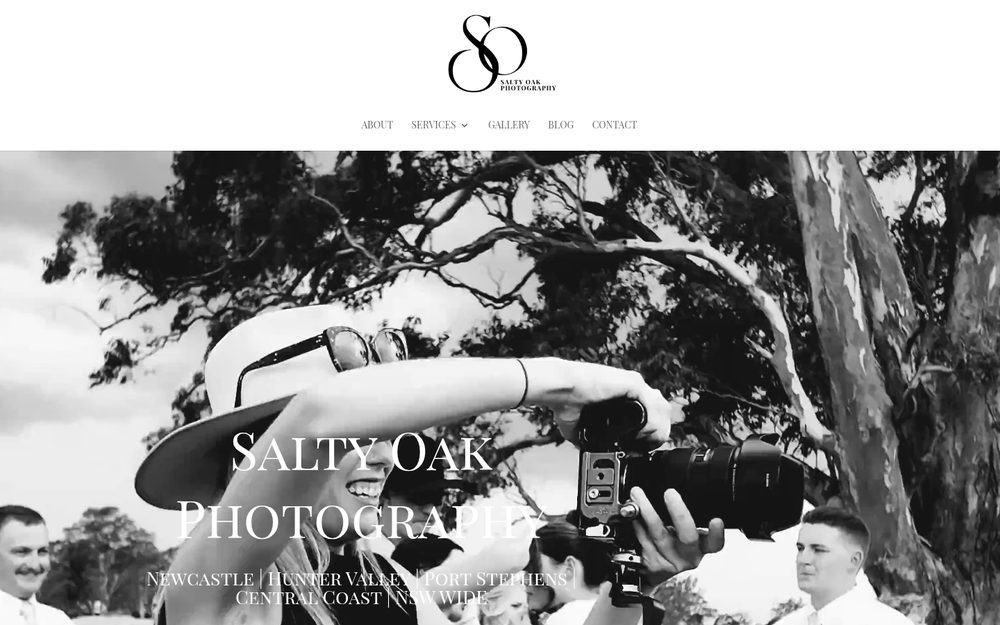 SO
SALTY OAK
PHOTOGRAPHY
ABOUT SERVICES GALLERY BLOG CONTACT
Salty Oak
Photography
Newcastle | Hunter Valley | Port Stephens |
Central Coast | NSW wide